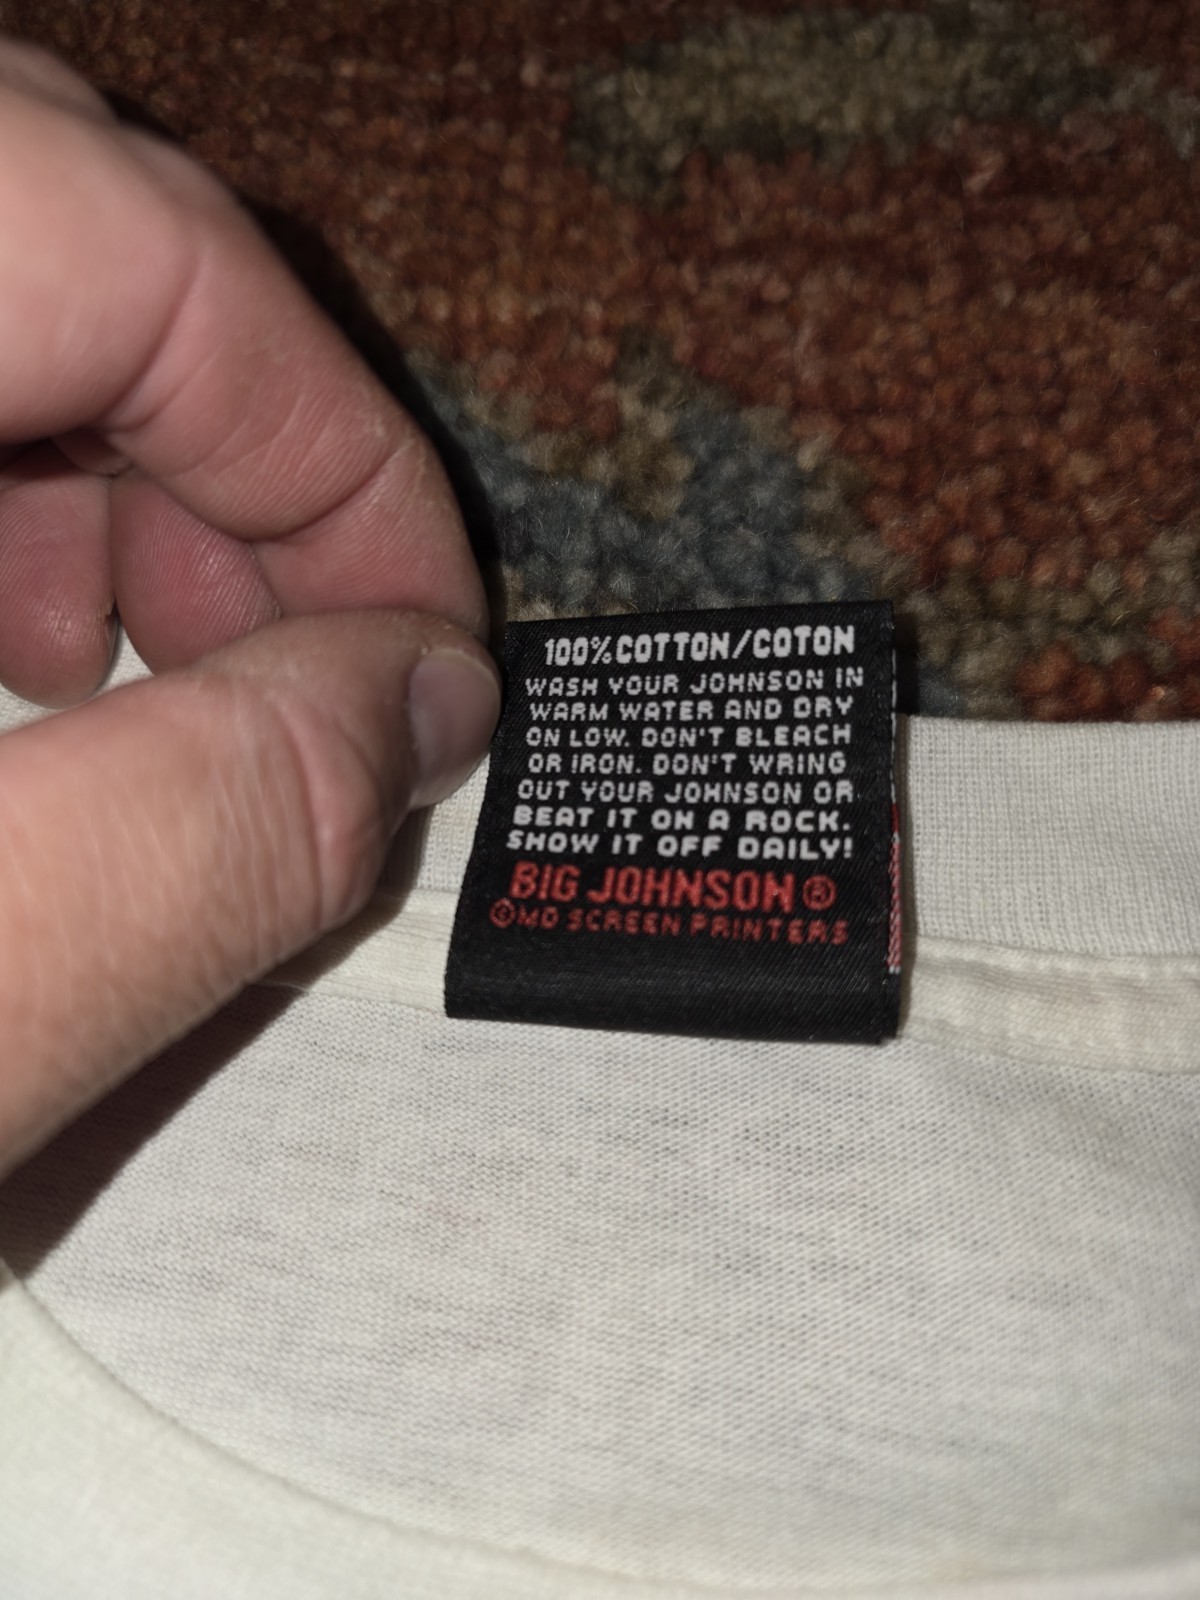 100% COTTON/COTON
WASH YOUR JOHNSON IN
WARM WATER AND DRY
ON LOW. DON'T BLEACH
OR IRON. DON'T WRING
OUT YOUR JOHNSON OR
BEAT IT ON A ROCK.
SHOW IT OFF DAILY!
BIG JOHNSON ®
© MD SCREEN PRINTERS